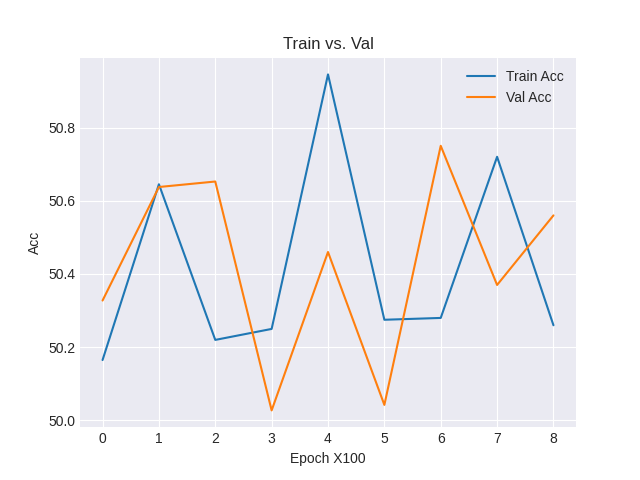 Train vs. Val
Train Acc
Val Acc
50.8
50.6
50.4
50.2
50.0
Acc
0 1 2 3 4 5 6 7 8
Epoch X100